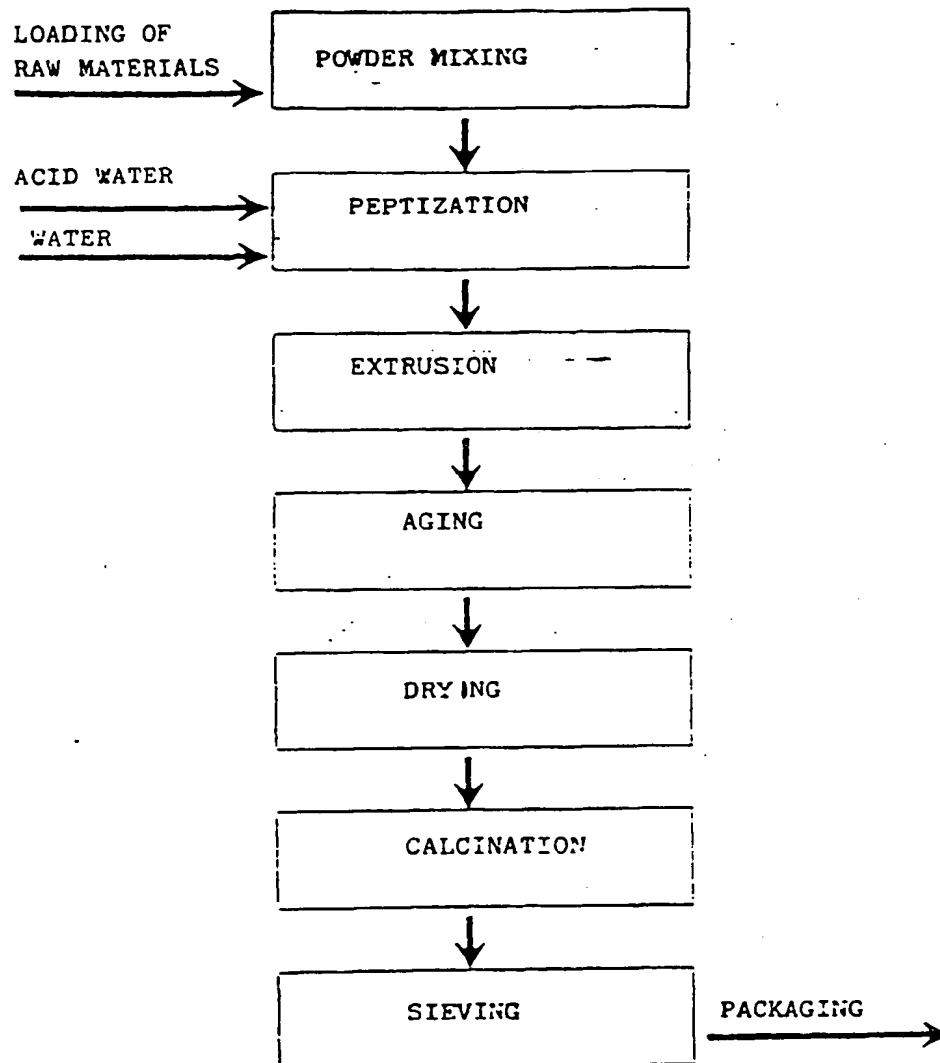 LOADING OF
RAW MATERIALS
POWDER MIXING
ACID WATER
WATER
PEPTIZATION
EXTRUSION
AGING
DRYING
CALCINATION
SIEVING
PACKAGING